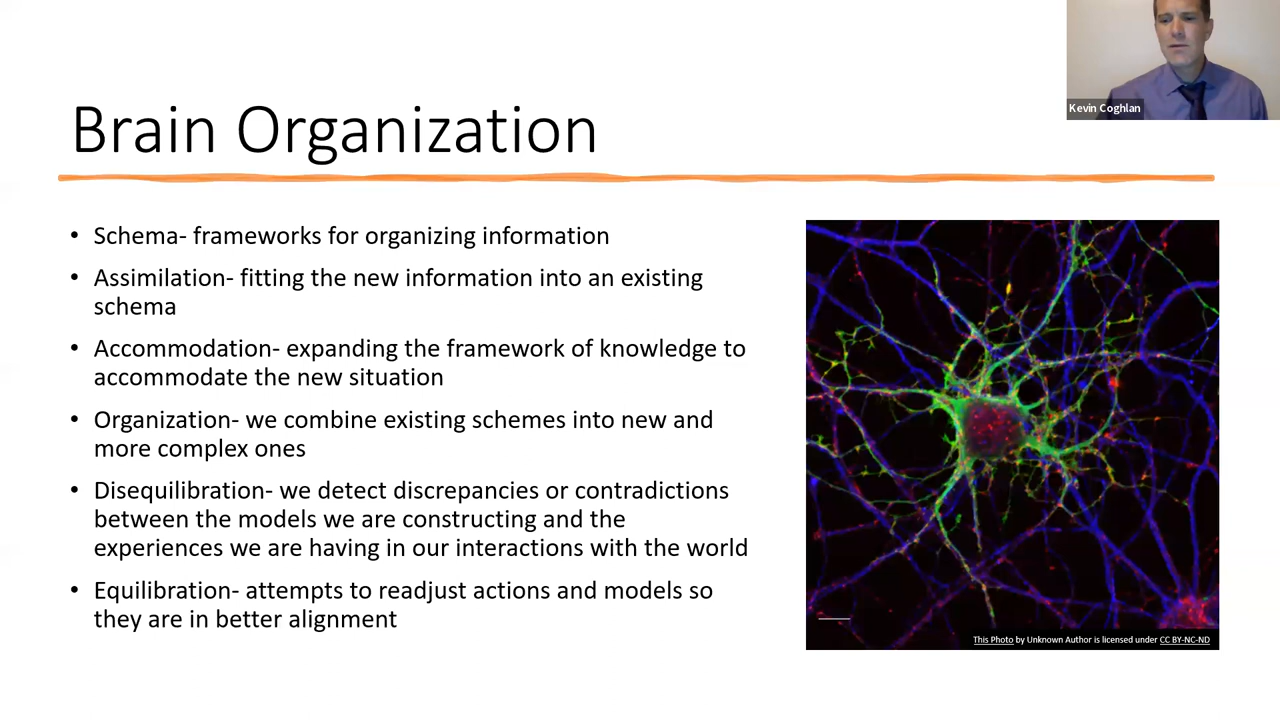 Kevin Coghlan
Brain Organization
• Schema- frameworks for organizing information
• Assimilation- fitting the new information into an existing
schema
• Accommodation- expanding the framework of knowledge to
accommodate the new situation
• Organization- we combine existing schemes into new and
more complex ones
• Disequilibration- we detect discrepancies or contradictions
between the models we are constructing and the
experiences we are having in our interactions with the world
• Equilibration- attempts to readjust actions and models so
they are in better alignment
This Photo by Unknown Author is licensed under CC BY-NC-ND